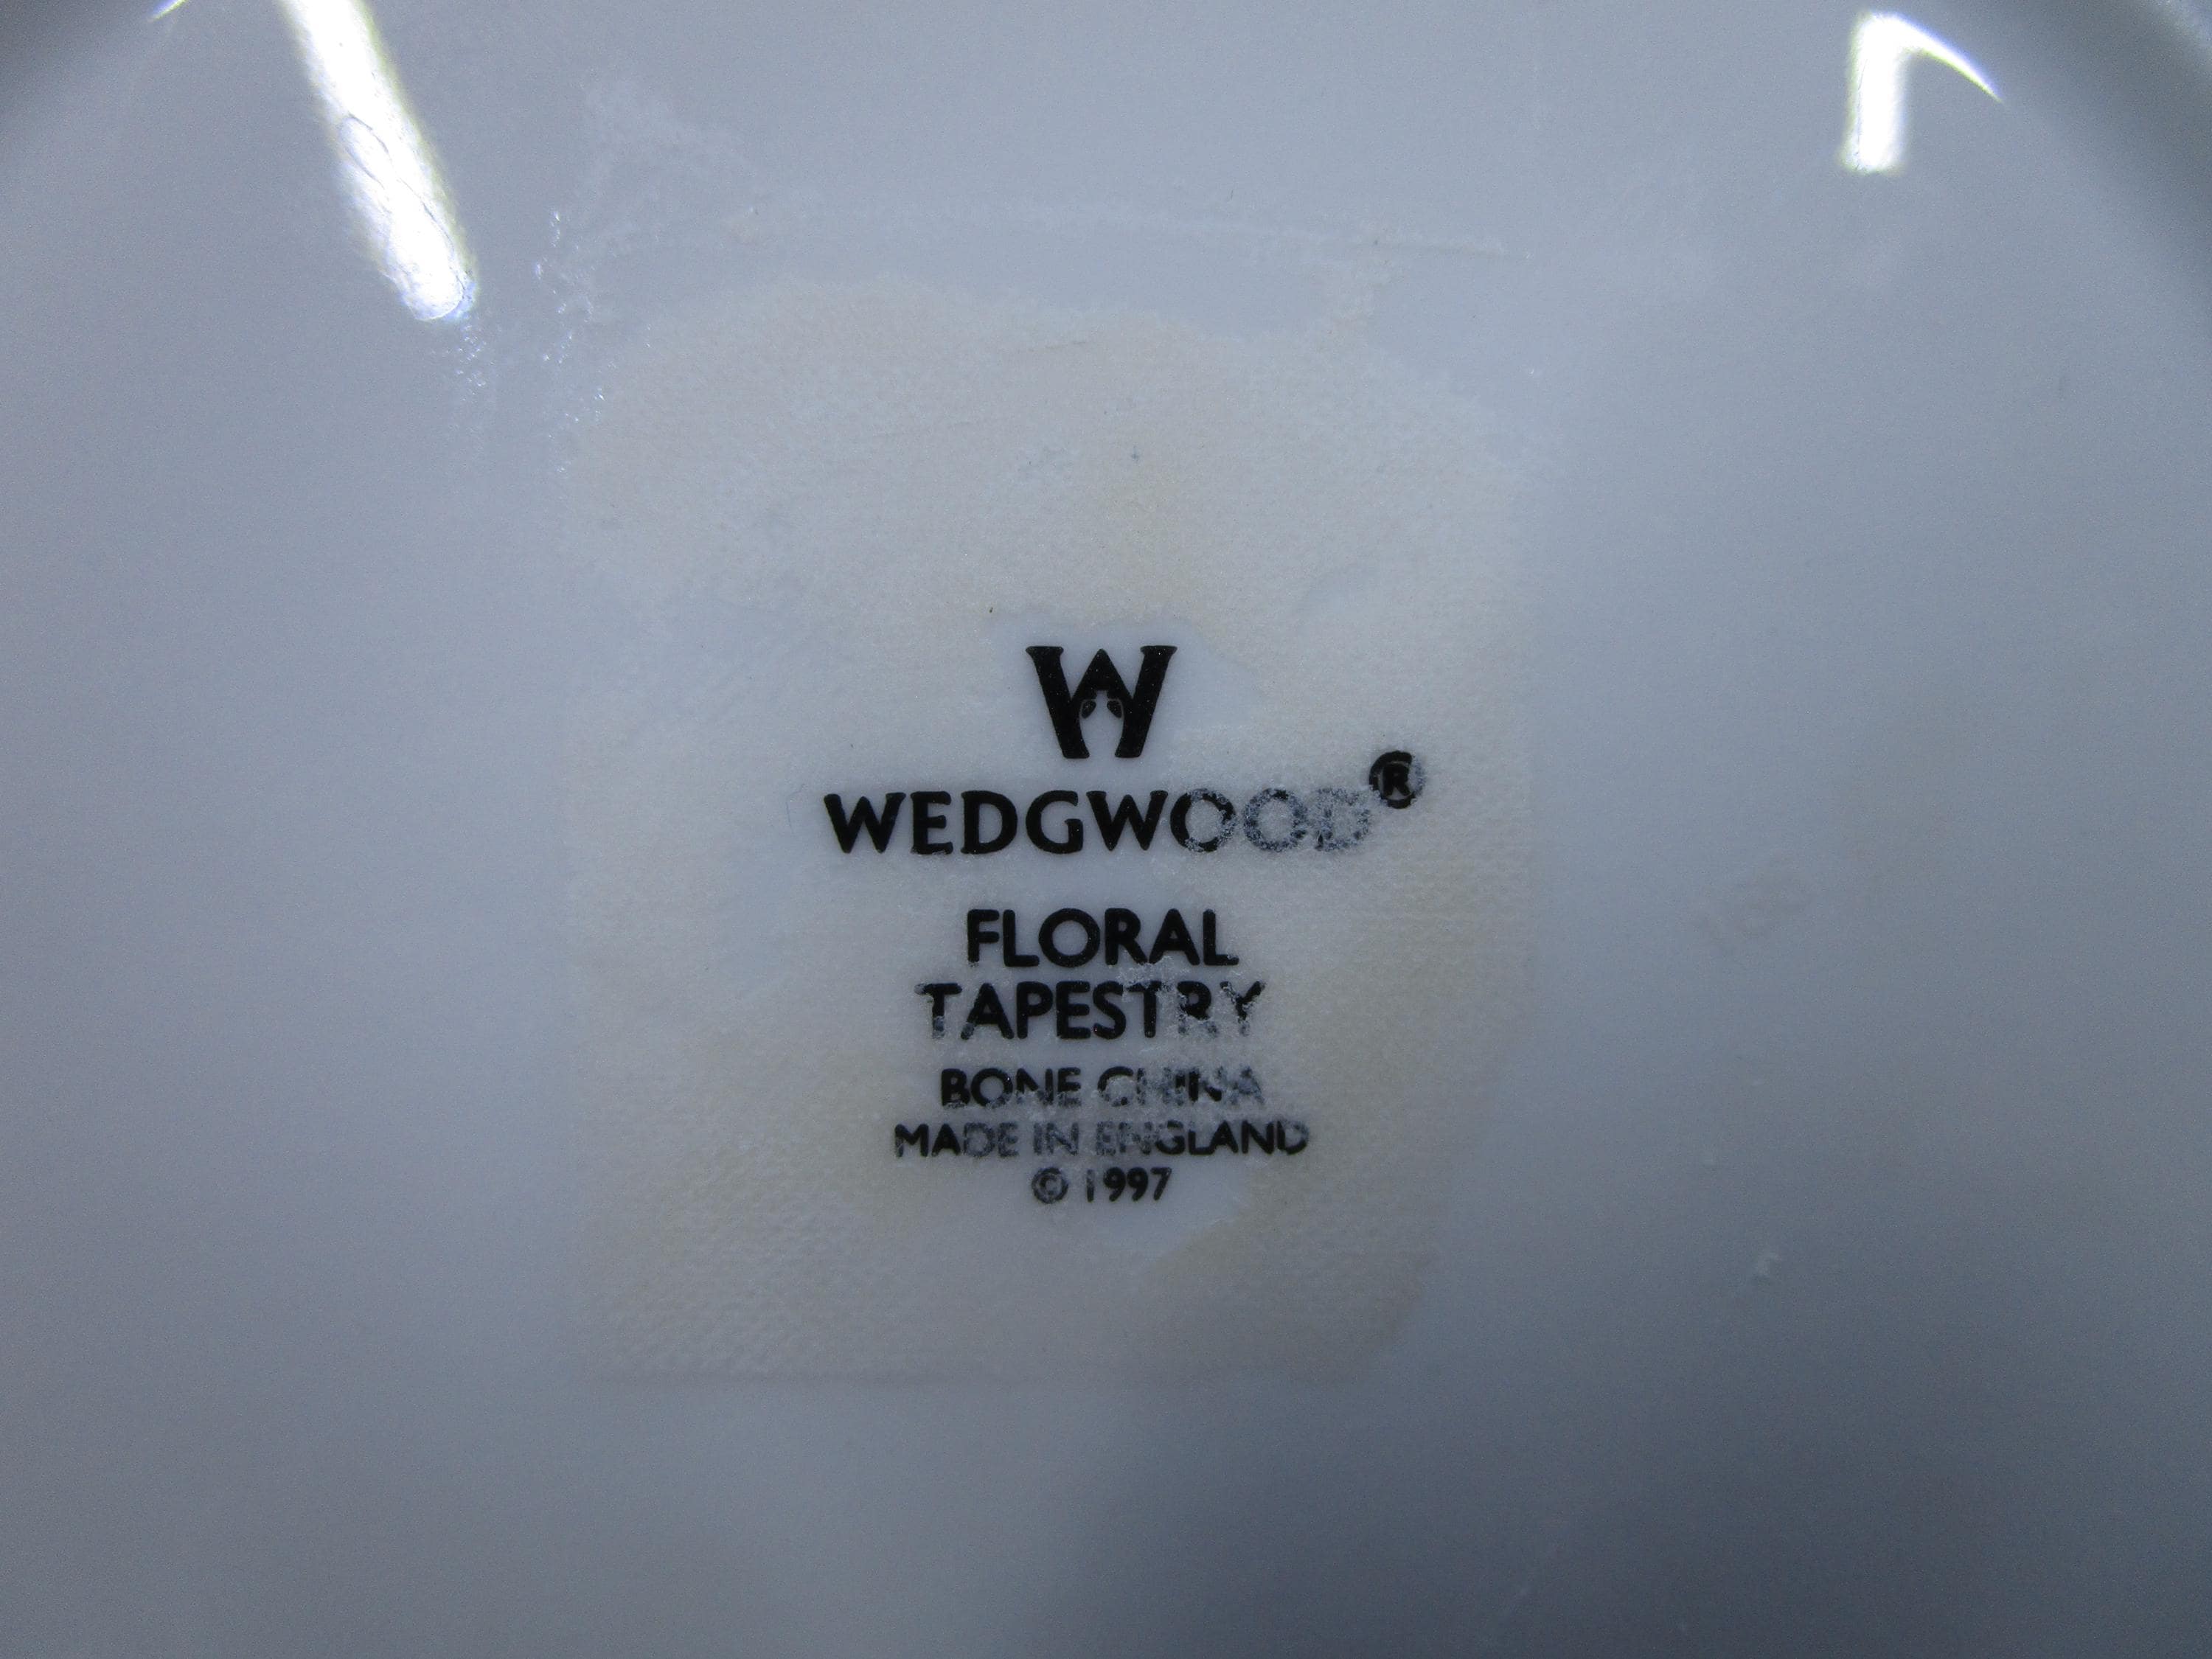 W
WEDGWOOD®
FLORAL
TAPESTRY
BONE CHINA
MADE IN ENGLAND
© 1997